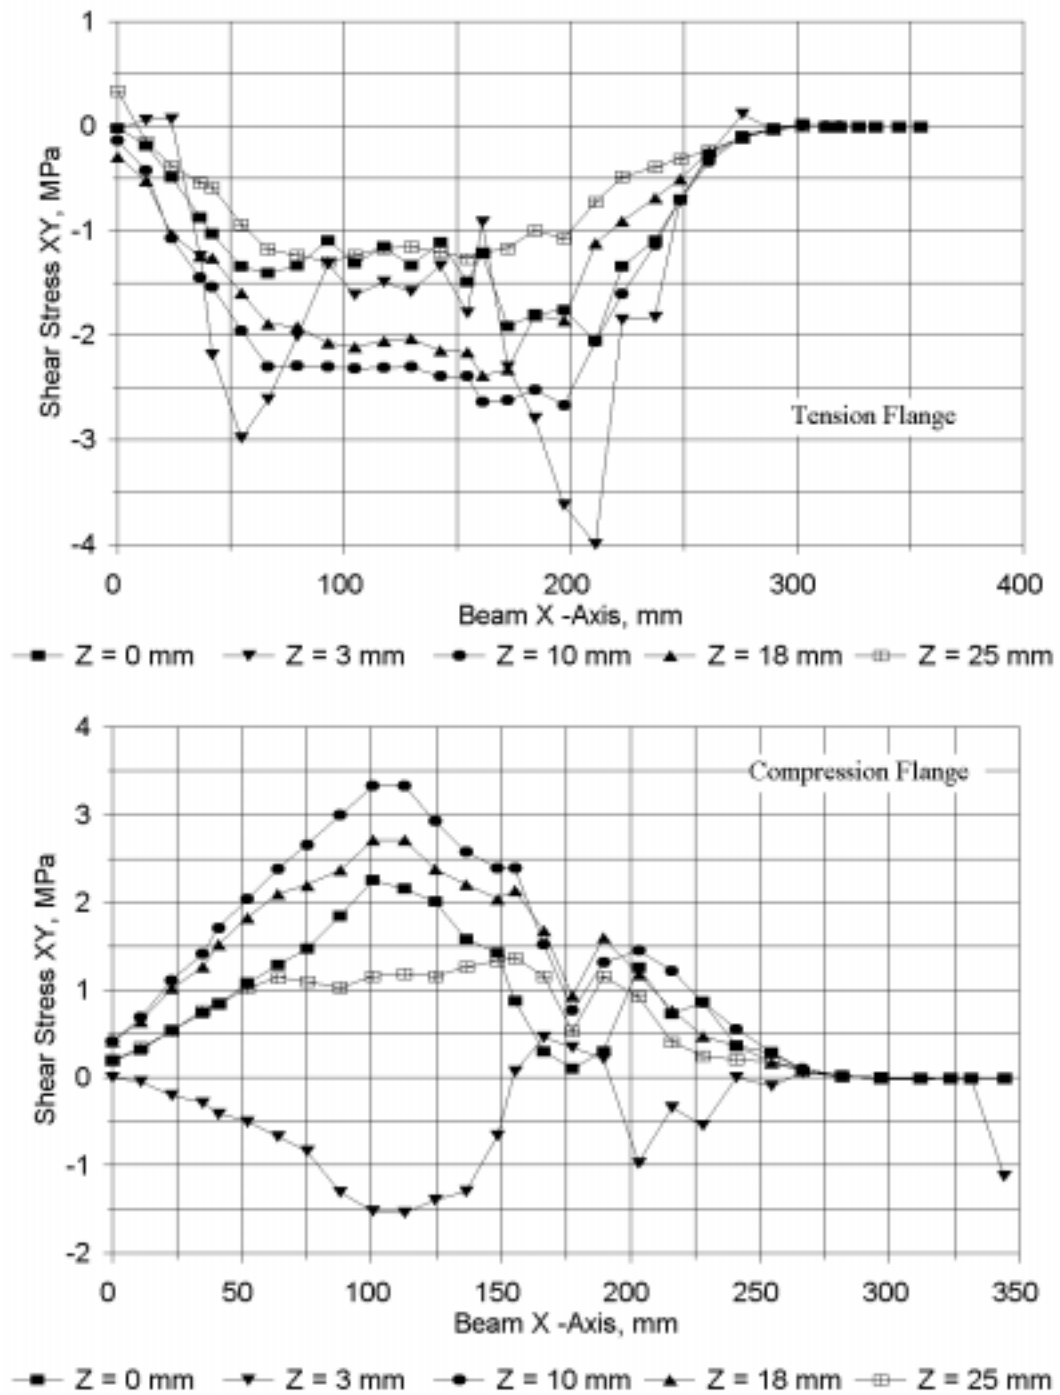 1
0
-1
-2
-3
-4
Shear Stress XY, MPa
Tension Flange
0 100 200 300 400
Beam X -Axis, mm
Z = 0 mm Z = 3 mm Z = 10 mm Z = 18 mm Z = 25 mm
4
3
2
1
0
-1
-2
Shear Stress XY, MPa
Compression Flange
0 50 100 150 200 250 300 350
Beam X -Axis, mm
Z = 0 mm Z = 3 mm Z = 10 mm Z = 18 mm Z = 25 mm